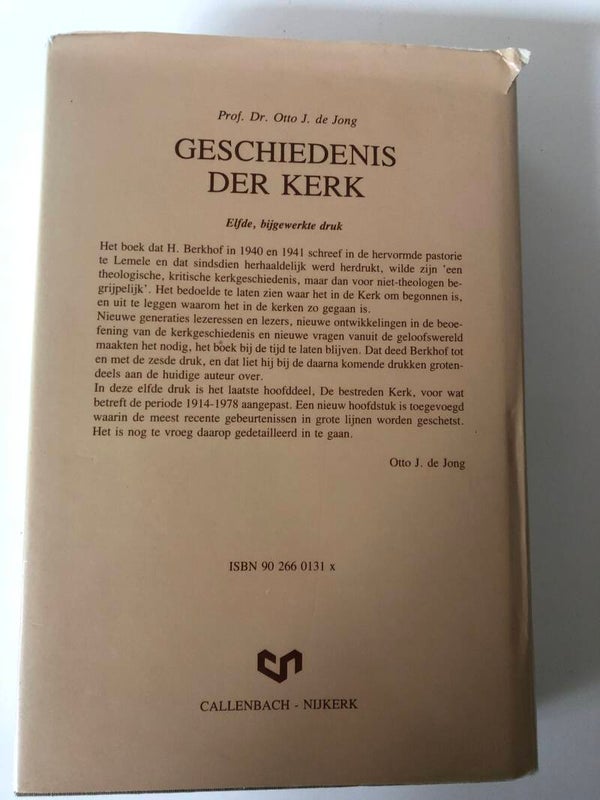 Prof. Dr. Otto J. de Jong
GESCHIEDENIS
DER KERK
Elfde, bijgewerkte druk
Het boek dat H. Berkhof in 1940 en 1941 schreef in de hervormde pastorie
te Lemele en dat sindsdien herhaaldelijk werd herdrukt, wilde zijn 'een
theologische, kritische kerkgeschiedenis, maar dan voor niet-theologen be-
grijpelijk'. Het bedoelde te laten zien waar het in de Kerk om begonnen is,
en uit te leggen waarom het in de kerken zo gegaan is.
Nieuwe generaties lezeressen en lezers, nieuwe ontwikkelingen in de beoe-
fening van de kerkgeschiedenis en nieuwe vragen vanuit de geloofswereld
maakten het nodig, het boek bij de tijd te laten blijven. Dat deed Berkhof tot
en met de zesde druk, en dat liet hij bij de daarna komende drukken groten-
deels aan de huidige auteur over.
In deze elfde druk is het laatste hoofddeel, De bestreden Kerk, voor wat
betreft de periode 1914-1978 aangepast. Een nieuw hoofdstuk is toegevoegd
waarin de meest recente gebeurtenissen in grote lijnen worden geschetst.
Het is nog te vroeg daarop gedetailleerd in te gaan.
Otto J. de Jong
ISBN 90 266 0131 x
CALLENBACH - NIJKERK